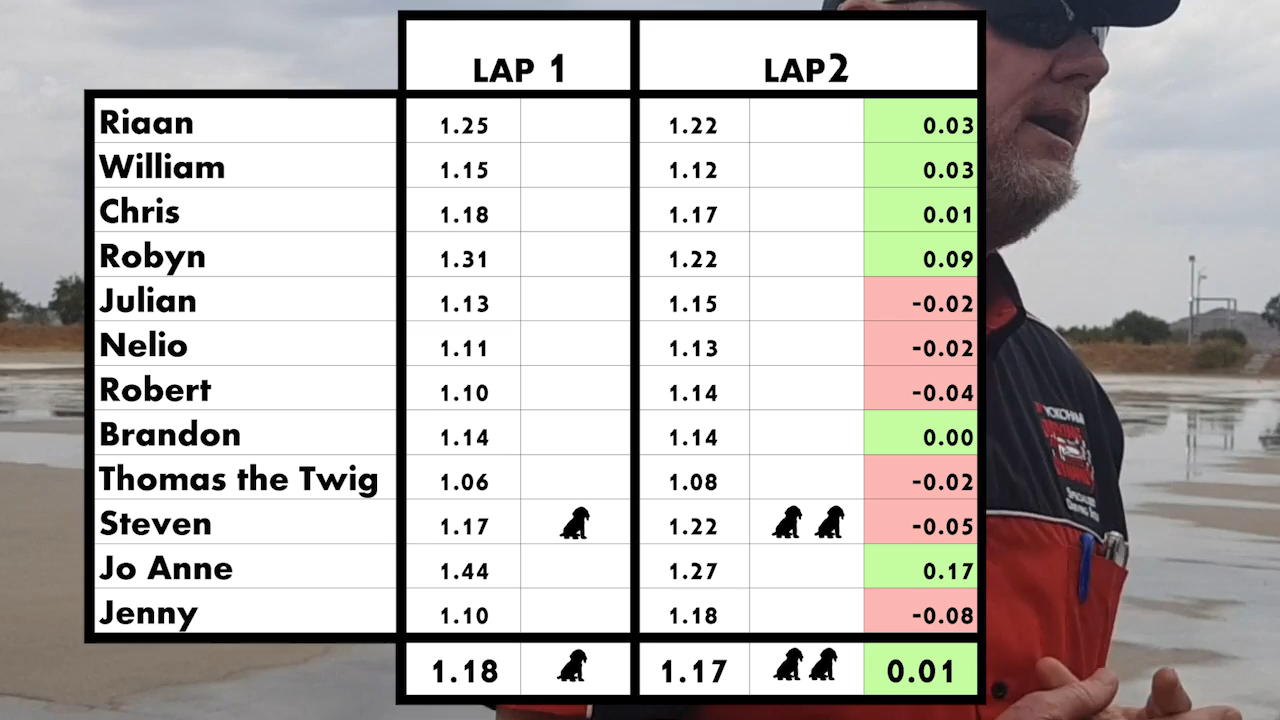 LAP 1 LAP2
Riaan 1.25 1.22 0.03
William 1.15 1.12 0.03
Chris 1.18 1.17 0.01
Robyn 1.31 1.22 0.09
Julian 1.13 1.15 -0.02
Nelio 1.11 1.13 -0.02
Robert 1.10 1.14 -0.04
Brandon 1.14 1.14 0.00
Thomas the Twig 1.06 1.08 -0.02
Steven 1.17 1.22 -0.05
Jo Anne 1.44 1.27 0.17
Jenny 1.10 1.18 -0.08
1.18 1.17 0.01